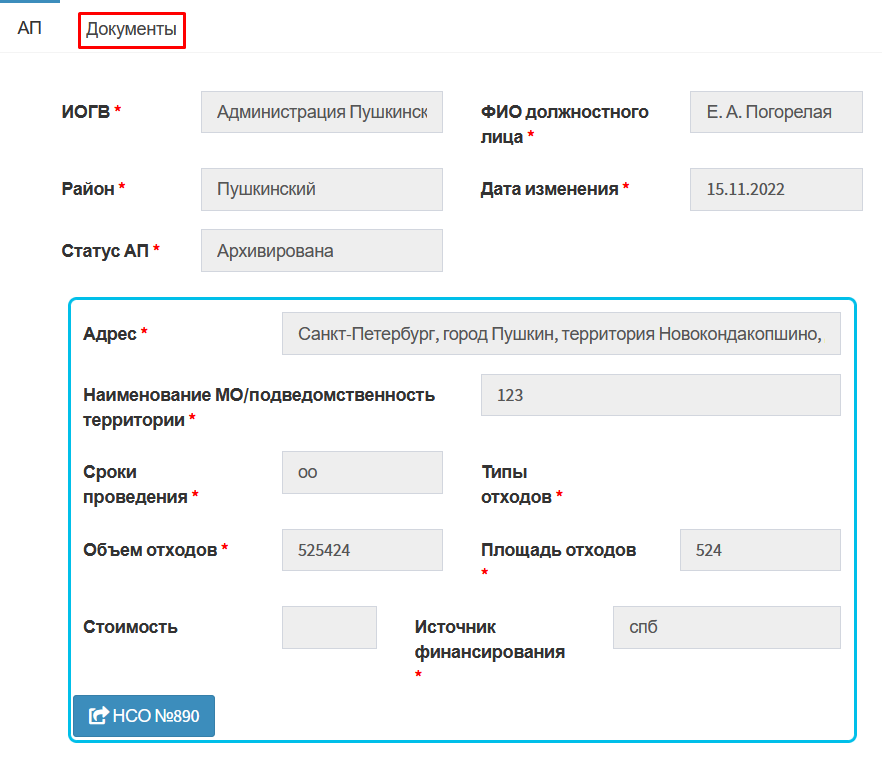 АП Документы
ИОГВ * Администрация Пушкинск ФИО должностного
лица * Е. А. Погорелая
Район * Пушкинский Дата изменения * 15.11.2022
Статус АП * Архивирована
Адрес * Санкт-Петербург, город Пушкин, территория Новокондакопшино,
Наименование МО/подведомственность
территории * 123
Сроки
проведения * оо Типы
отходов *
Объем отходов * 525424 Площадь отходов
* 524
Стоимость Источник
финансирования
* спб
НСО №890